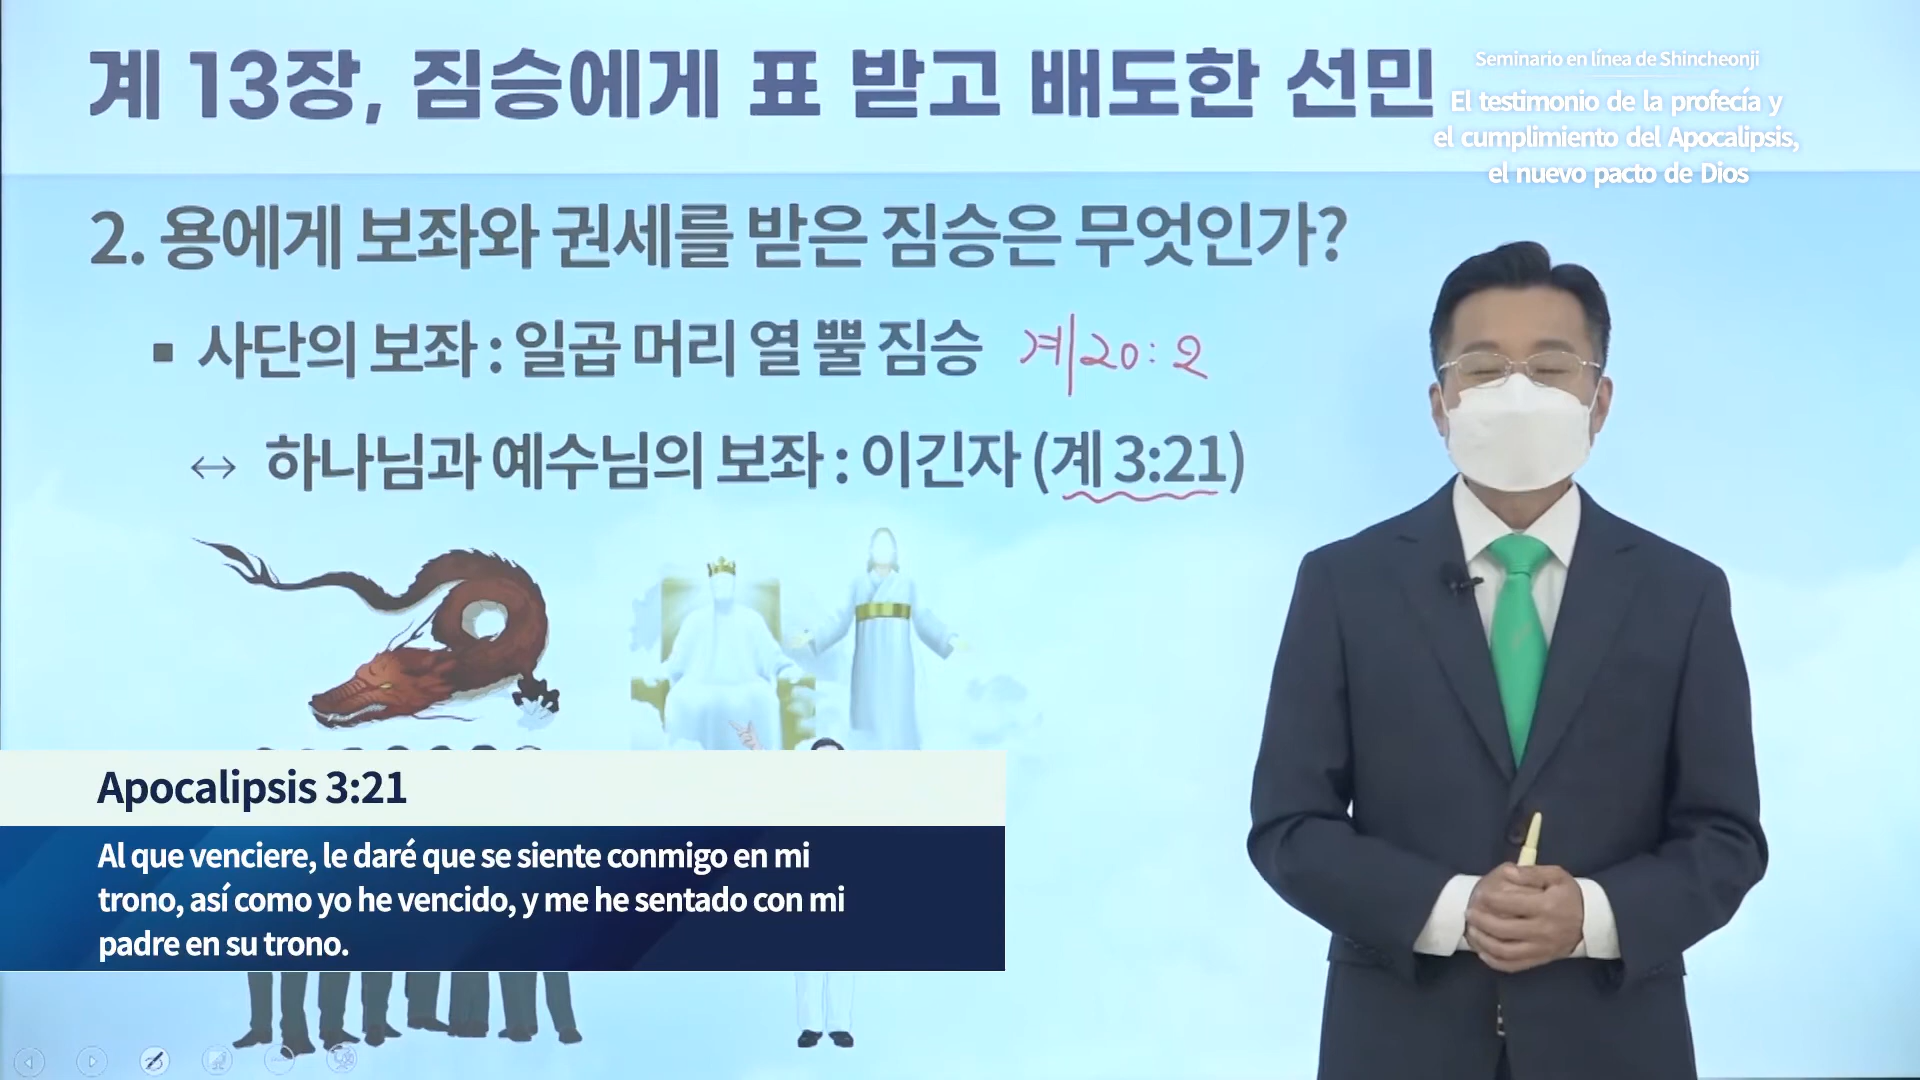 계 13장, 짐승에게 표 받고 배도한 선민
Seminario en línea de Shincheonji
El testimonio de la profecía y
el cumplimiento del Apocalipsis,
el nuevo pacto de Dios
2. 용에게 보좌와 권세를 받은 짐승은 무엇인가?
▪ 사단의 보좌 : 일곱 머리 열 뿔 짐승 계 20 : 2
↔ 하나님과 예수님의 보좌 : 이긴자 (계 3:21)
Apocalipsis 3:21
Al que venciere, le daré que se siente conmigo en mi
trono, así como yo he vencido, y me he sentado con mi
padre en su trono.